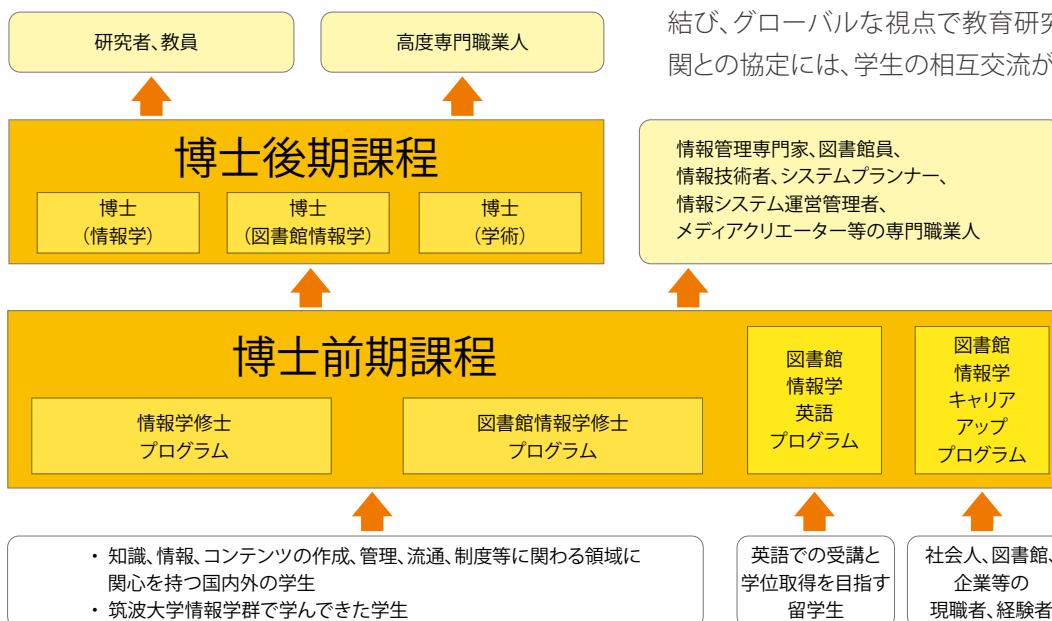 結び、グローバルな視点で教育研究
関との協定には、学生の相互交流が
研究者、教員
高度専門職業人
博士後期課程
博士
（情報学）
博士
（図書館情報学）
博士
（学術）
情報管理専門家、図書館員、
情報技術者、システムプランナー、
情報システム運営管理者、
メディアクリエーター等の専門職業人
博士前期課程
情報学修士
プログラム
図書館情報学修士
プログラム
図書館
情報学
英語
プログラム
図書館
情報学
キャリア
アップ
プログラム
・ 知識、情報、コンテンツの作成、管理、流通、制度等に関わる領域に
関心を持つ国内外の学生
・ 筑波大学情報学群で学んできた学生
英語での受講と
学位取得を目指す
留学生
社会人、図書館、
企業等の
現職者、経験者